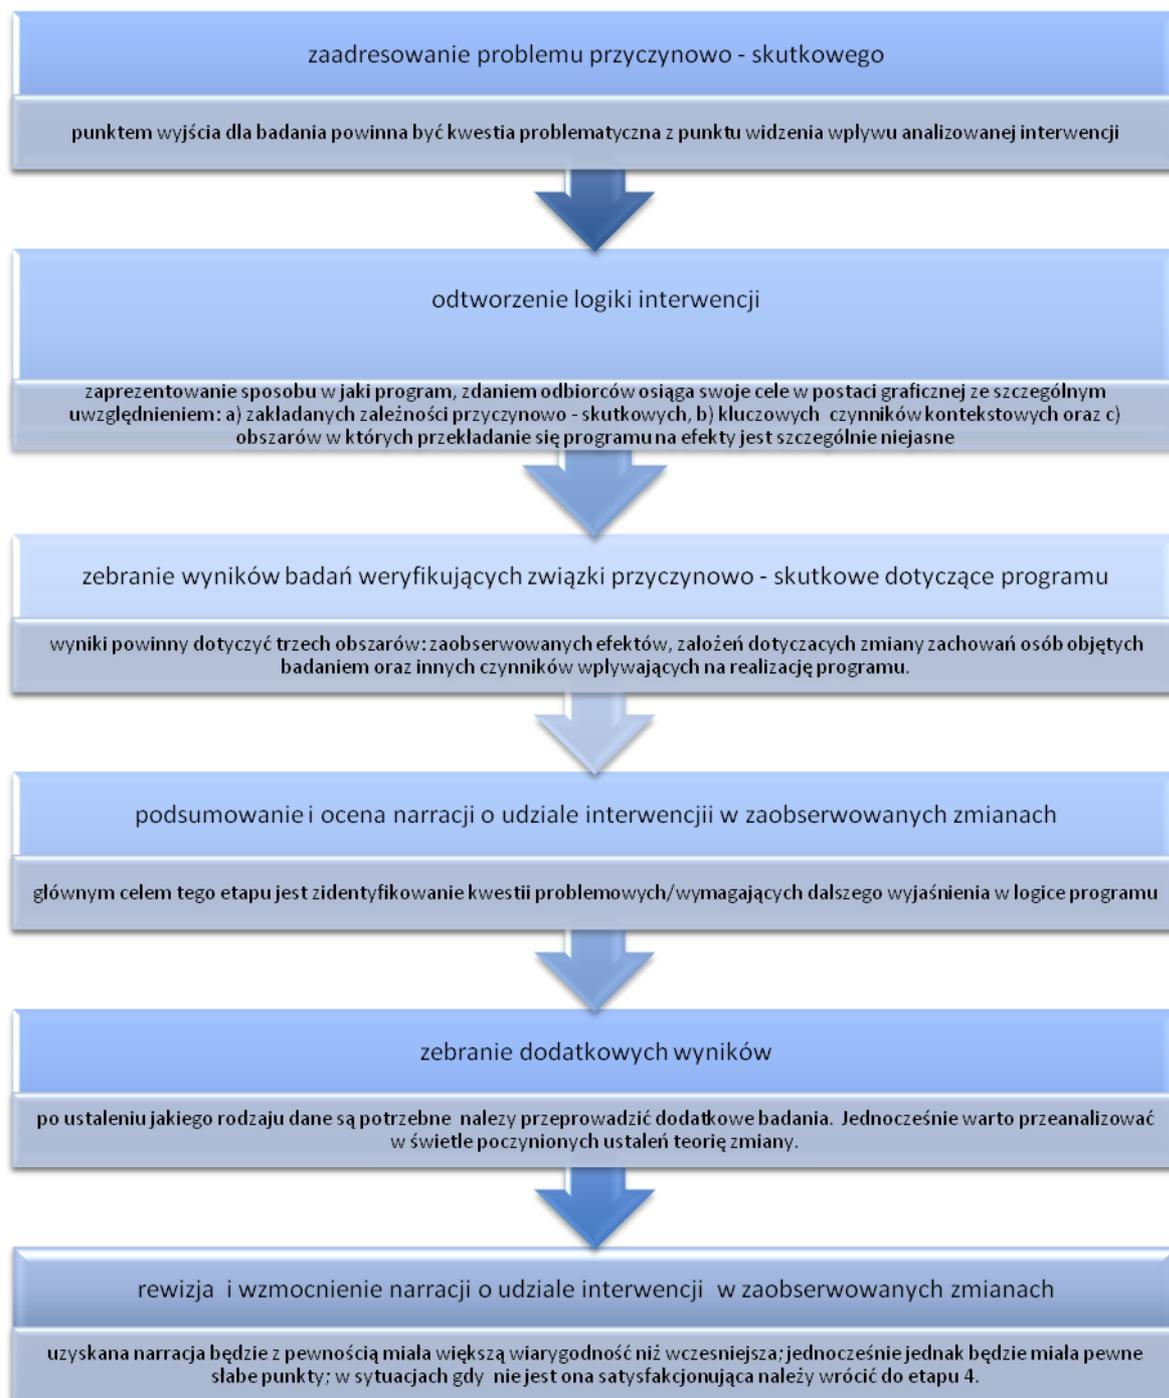 zaadresowanie problemu przyczynowo - skutkowego
punktem wyjścia dla badania powinna być kwestia problematyczna z punktu widzenia wpływu analizowanej interwencji
odtworzenie logiki interwencji
zaprezentowanie sposobu w jaki program, zdaniem odbiorców osiąga swoje cele w postaci graficznej ze szczególnym
uwzględnieniem: a) zakładanych zależności przyczynowo - skutkowych, b) kluczowych czynników kontekstowych oraz c)
obszarów w których przekładanie się programu na efekty jest szczególnie niejasne
zebranie wyników badań weryfikujących związki przyczynowo - skutkowe dotyczące programu
wyniki powinny dotyczyć trzech obszarów: zaobserwowanych efektów, założeń dotyczacych zmiany zachowań osób objętych
badaniem oraz innych czynników wpływających na realizację programu.
podsumowanie i ocena narracji o udziale interwencjii w zaobserwowanych zmianach
głównym celem tego etapu jest zidentyfikowanie kwestii problemowych/wymagających dalszego wyjaśnienia w logice programu
zebranie dodatkowych wyników
po ustaleniu jakiego rodzaju dane są potrzebne nalezy przeprowadzić dodatkowe badania. Jednocześnie warto przeanalizować
w świetle poczynionych ustaleń teorię zmiany.
rewizja i wzmocnienie narracji o udziale interwencji w zaobserwowanych zmianach
uzyskana narracja będzie z pewnością miała większą wiarygodność niż wczesniejsza; jednocześnie jednak będzie miała pewne
słabe punkty; w sytuacjach gdy nie jest ona satysfakcjonująca należy wrócić do etapu 4.